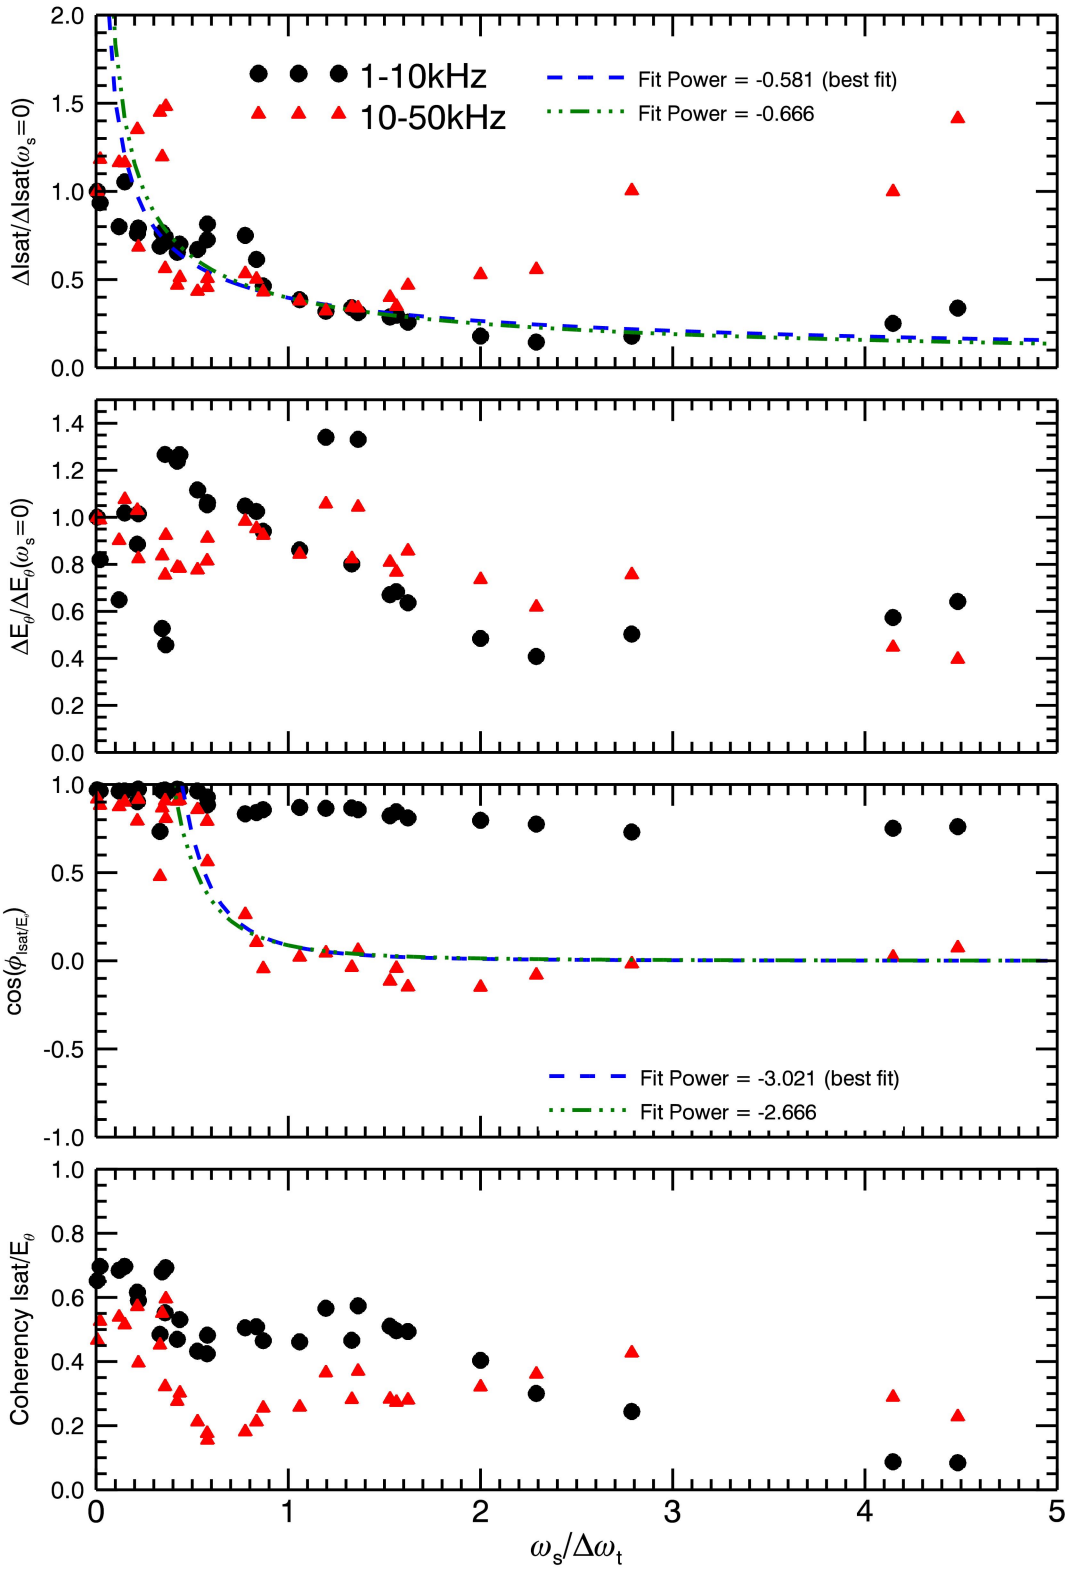 2.0
1.5
1.0
0.5
0.0
ΔIsat/ΔIsat(ωs=0)
1-10kHz
10-50kHz
Fit Power = -0.581 (best fit)
Fit Power = -0.666
1.4
1.2
1.0
0.8
0.6
0.4
0.2
0.0
ΔEθ/ΔEθ(ωs=0)
1.0
0.5
0.0
-0.5
-1.0
cos(ϕIsat/Eθ)
Fit Power = -3.021 (best fit)
Fit Power = -2.666
1.0
0.8
0.6
0.4
0.2
0.0
Coherency Isat/Eθ
0 1 2 3 4 5
ωs/Δωt